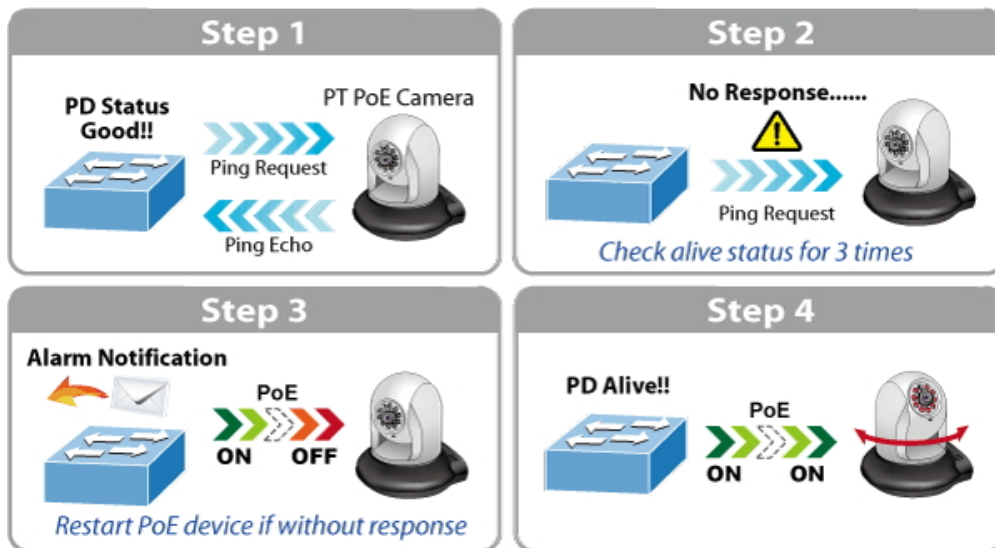 Step 1
PD Status
Good!!
PT PoE Camera
Ping Request
Ping Echo
Step 2
No Response......
Ping Request
Check alive status for 3 times
Step 3
Alarm Notification
PoE
ON OFF
Restart PoE device if without response
Step 4
PD Alive!!
PoE
ON ON